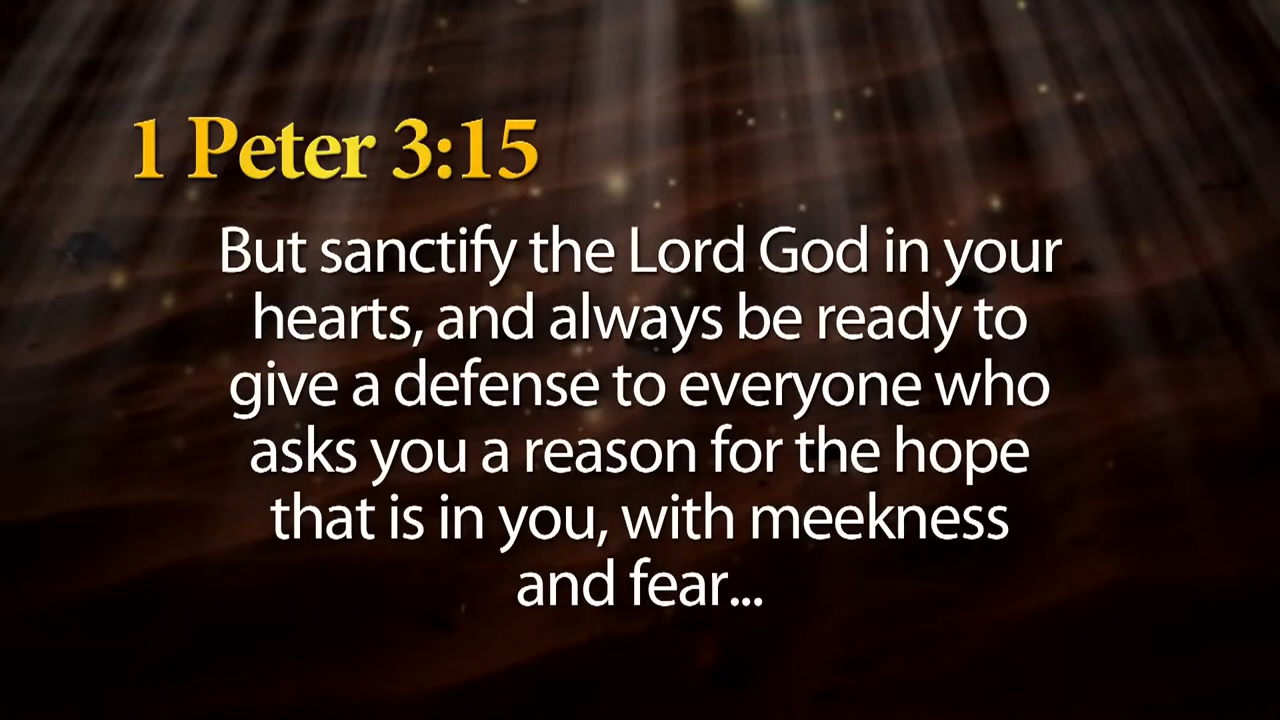 1 Peter 3:15
But sanctify the Lord God in your
hearts, and always be ready to
give a defense to everyone who
asks you a reason for the hope
that is in you, with meekness
and fear...